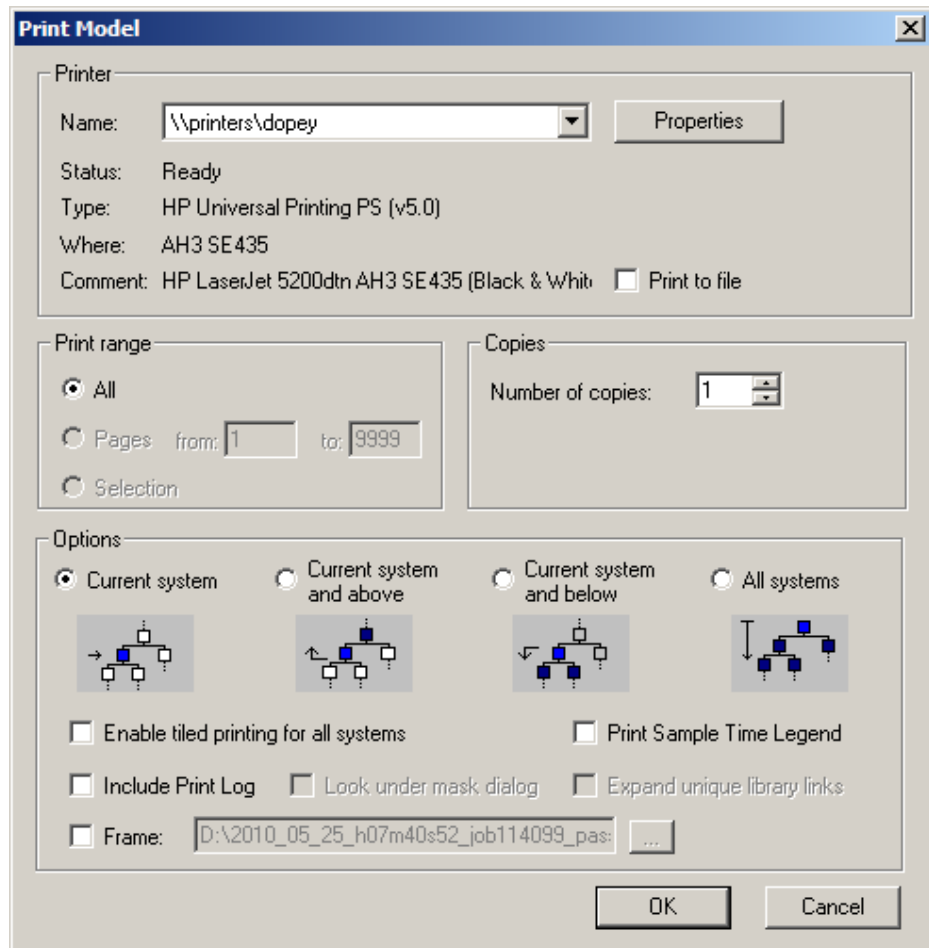 Print Model
Printer
Name: \\printers\dopey Properties
Status: Ready
Type: HP Universal Printing PS (v5.0)
Where: AH3 SE435
Comment: HP LaserJet 5200dtn AH3 SE435 (Black & Whit Print to file
Print range
All
Pages from: 1 to: 9999
Selection
Copies
Number of copies: 1
Options
Current system
Current system
and above
Current system
and below
All systems
Enable tiled printing for all systems
Print Sample Time Legend
Include Print Log Look under mask dialog Expand unique library links
Frame: D:\2010_05_25_h07m40s52_job114099_pas ...
OK Cancel